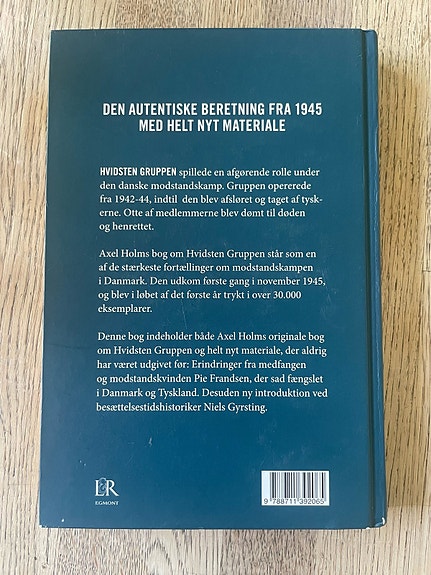 DEN AUTENTISKE BERETNING FRA 1945
MED HELT NYT MATERIALE
HVIDSTEN GRUPPEN spillede en afgørende rolle under
den danske modstandskamp. Gruppen opererede
fra 1942-44, indtil den blev afsløret og taget af tysk-
erne. Otte af medlemmerne blev dømt til døden
og henrettet.
Axel Holms bog om Hvidsten Gruppen står som en
af de stærkeste fortællinger om modstandskampen
i Danmark. Den udkom første gang i november 1945,
og blev i løbet af det første år trykt i over 30.000
eksemplarer.
Denne bog indeholder både Axel Holms originale bog
om Hvidsten Gruppen og helt nyt materiale, der aldrig
har været udgivet før: Erindringer fra medfangen
og modstandskvinden Pie Frandsen, der sad fængslet
i Danmark og Tyskland. Desuden ny introduktion ved
besættelsestidshistoriker Niels Gyrsting.
L&R
EGMONT
9 788711 392065